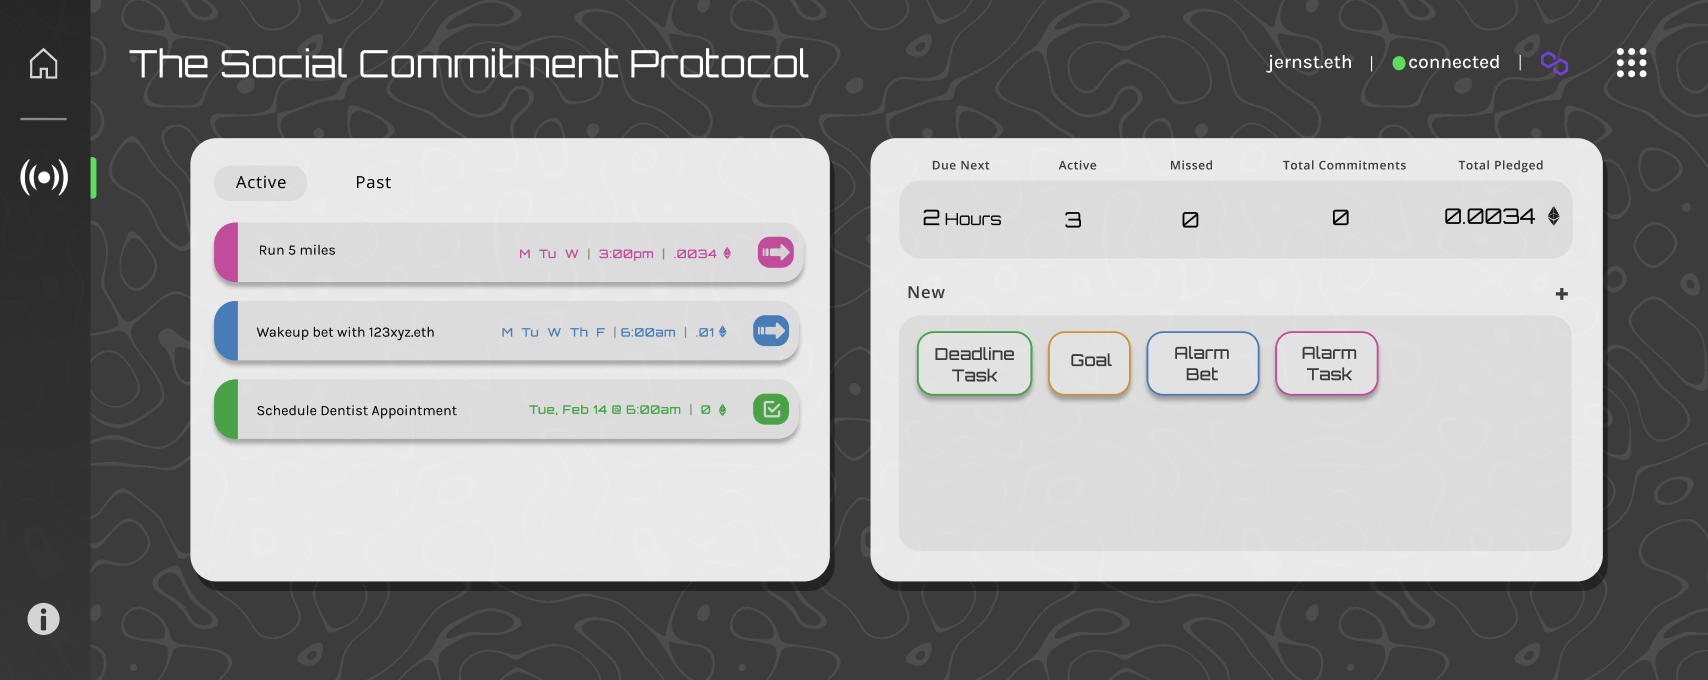 The Social Commitment Protocol
jernst.eth | connected |
Active Past
Run 5 miles M Tu W | 3:00pm | .0034
Wakeup bet with 123xyz.eth M Tu W Th F | 6:00am | .01
Schedule Dentist Appointment Tue, Feb 14 @ 6:00am | 0
Due Next Active Missed Total Commitments Total Pledged
2 Hours 3 0 0 0.0034
New +
Deadline
Task
Goal
Alarm
Bet
Alarm
Task